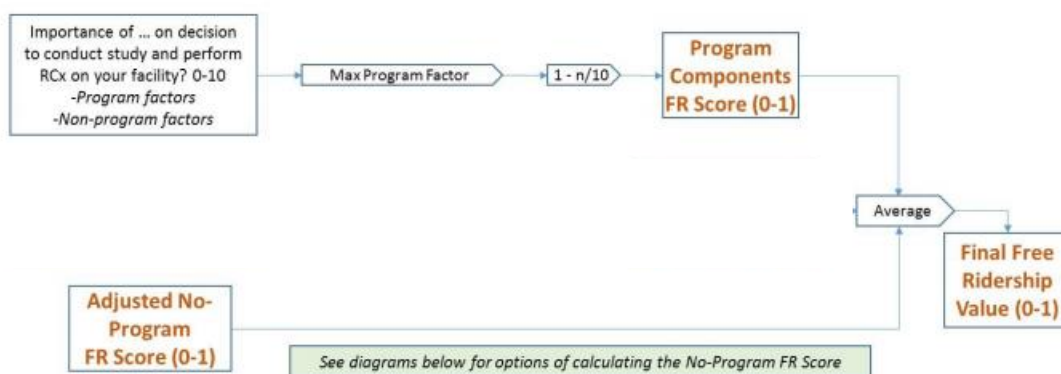 Importance of ... on decision
to conduct study and perform
RCx on your facility? 0-10
-Program factors
-Non-program factors
Max Program Factor
1 - n/10
Program
Components
FR Score (0-1)
Average
Final Free
Ridership
Value (0-1)
Adjusted No-
Program
FR Score (0-1)
See diagrams below for options of calculating the No-Program FR Score